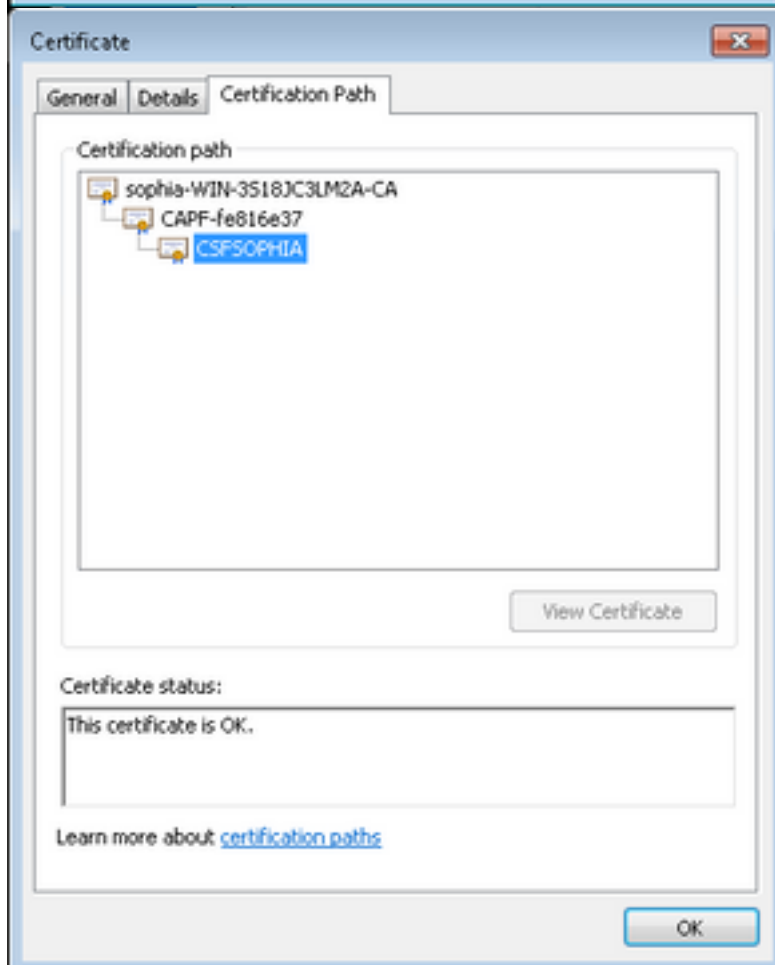 Certificate
General Details Certification Path
Certification path
sophia-WIN-3S18JC3LM2A-CA
CAPF-fe816e37
CSFSOPHIA
View Certificate
Certificate status:
This certificate is OK.
Learn more about certification paths
OK